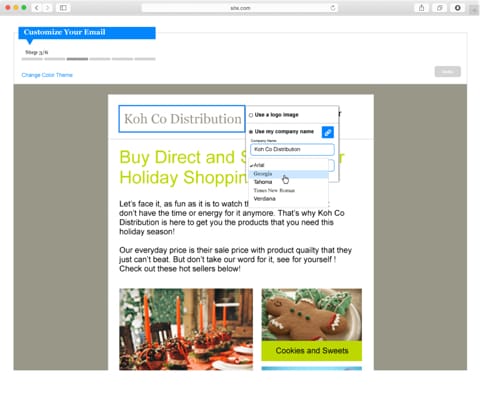 site.com
Customize Your Email
Step 3/6
Change Color Theme
Koh Co Distribution
Use a logo image
Use my company name
Company Name
Koh Co Distribution
Arial
Georgia
Tahoma
Times New Roman
Verdana
Buy Direct and S
Holiday Shoppin
Let's face it, as fun as it is to watch th
don't have the time or energy for it anymore. That's why Koh Co
Distribution is here to get you the products that you need this
holiday season!
Our everyday price is their sale price with product quailty that they
just can't beat. But don't take our word for it, see for yourself !
Check out these hot sellers below!
Cookies and Sweets